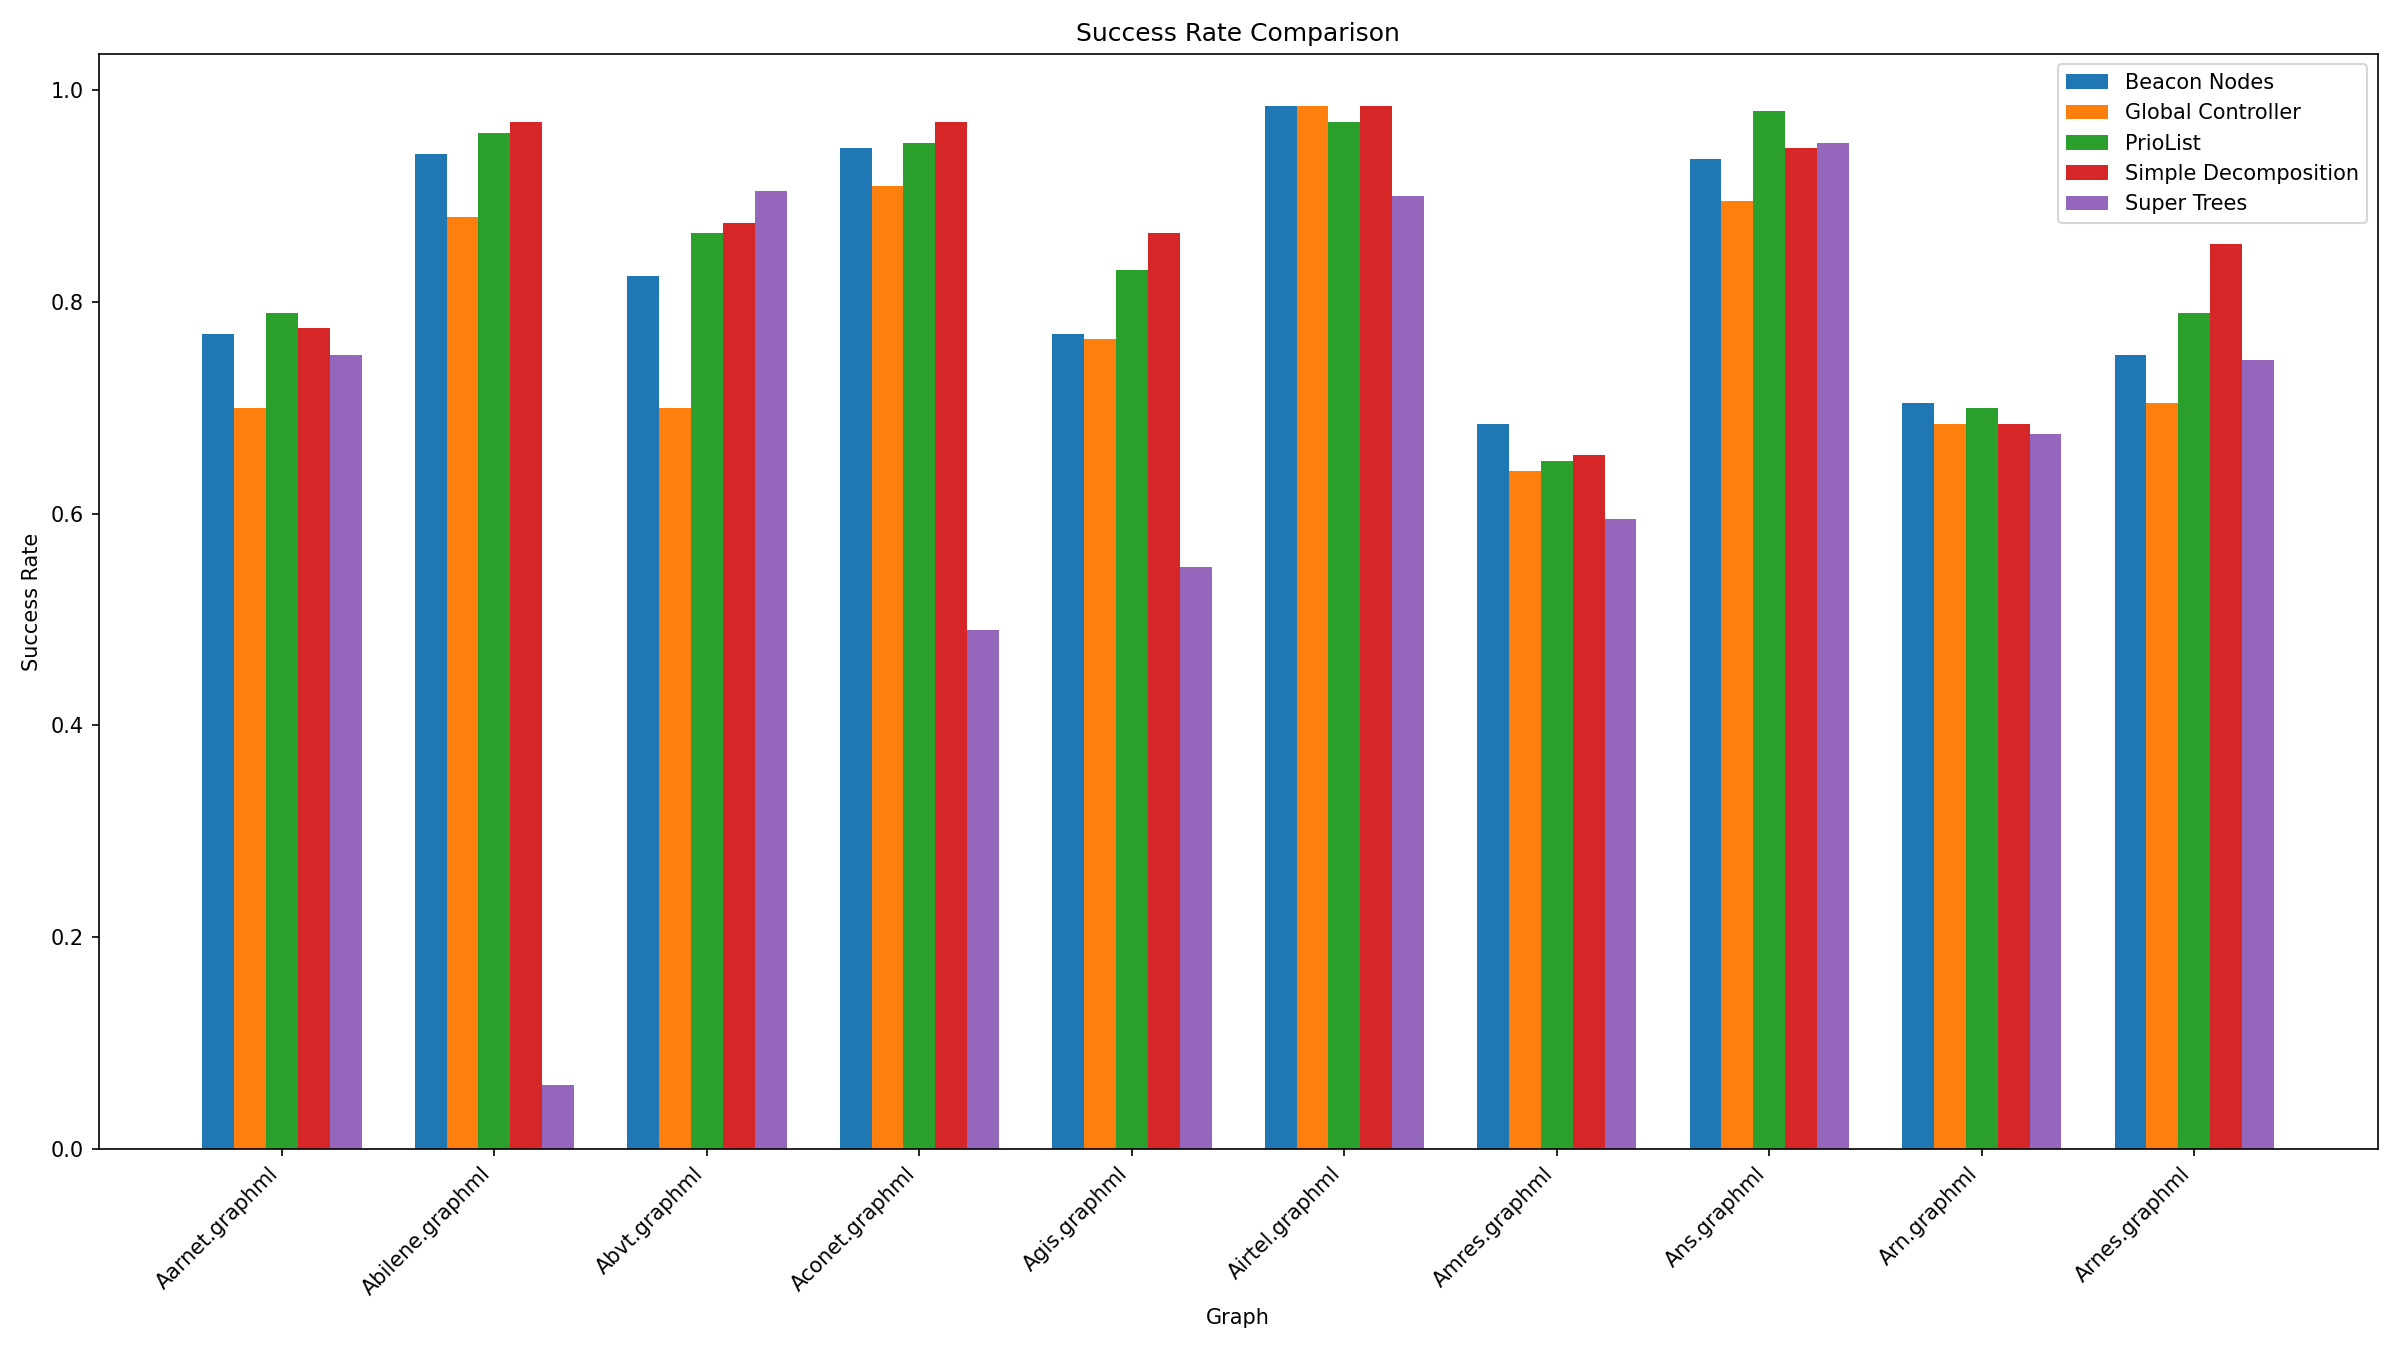 Success Rate Comparison
Beacon Nodes
Global Controller
PrioList
Simple Decomposition
Super Trees
Success Rate
1.0
0.8
0.6
0.4
0.2
0.0
Aarnet.graphml
Abilene.graphml
Abvt.graphml
Aconet.graphml
Agis.graphml
Airtel.graphml
Amres.graphml
Ans.graphml
Arn.graphml
Arnes.graphml
Graph